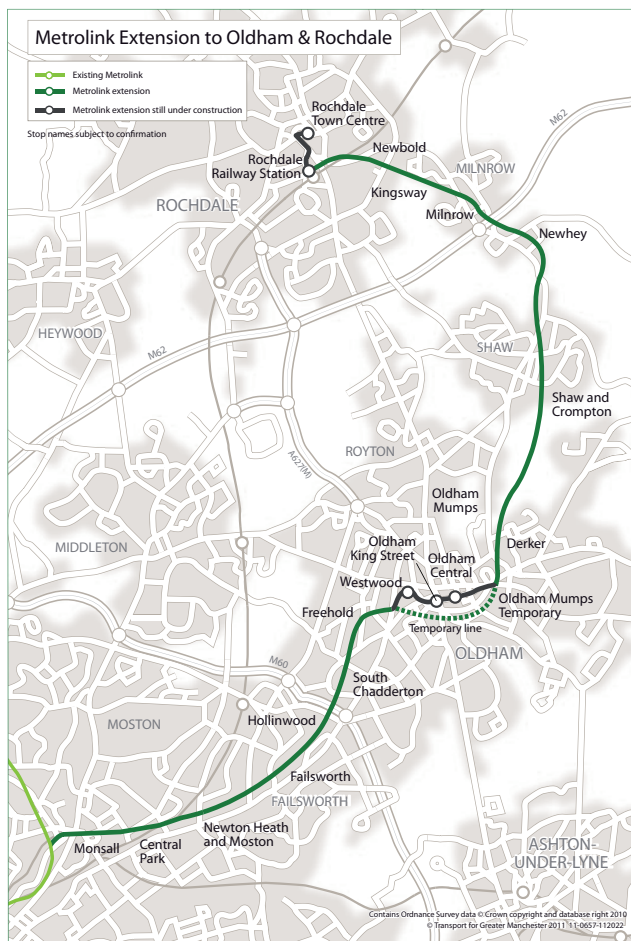 Metrolink Extension to Oldham & Rochdale
Existing Metrolink
Metrolink extension
Metrolink extension still under construction
Stop names subject to confirmation
Rochdale
Town Centre
M62
Newbold
Rochdale
Railway Station
MILNROW
Kingsway
ROCHDALE
Milnrow
Newhey
HEYWOOD
M62
SHAW
Shaw and
Crompton
ROYTON
A627(M)
Oldham
Mumps
MIDDLETON
Oldham
King Street
Oldham
Central
Derker
Westwood
Oldham Mumps
Temporary
Freehold
Temporary line
OLDHAM
M60
South
Chadderton
MOSTON
Hollinwood
Failsworth
FAILSWORTH
Newton Heath
and Moston
Central
Park
Monsall
ASHTON-
UNDER-LYNE
Contains Ordnance Survey data © Crown copyright and database right 2010
© Transport for Greater Manchester 2011 11-0657-112022